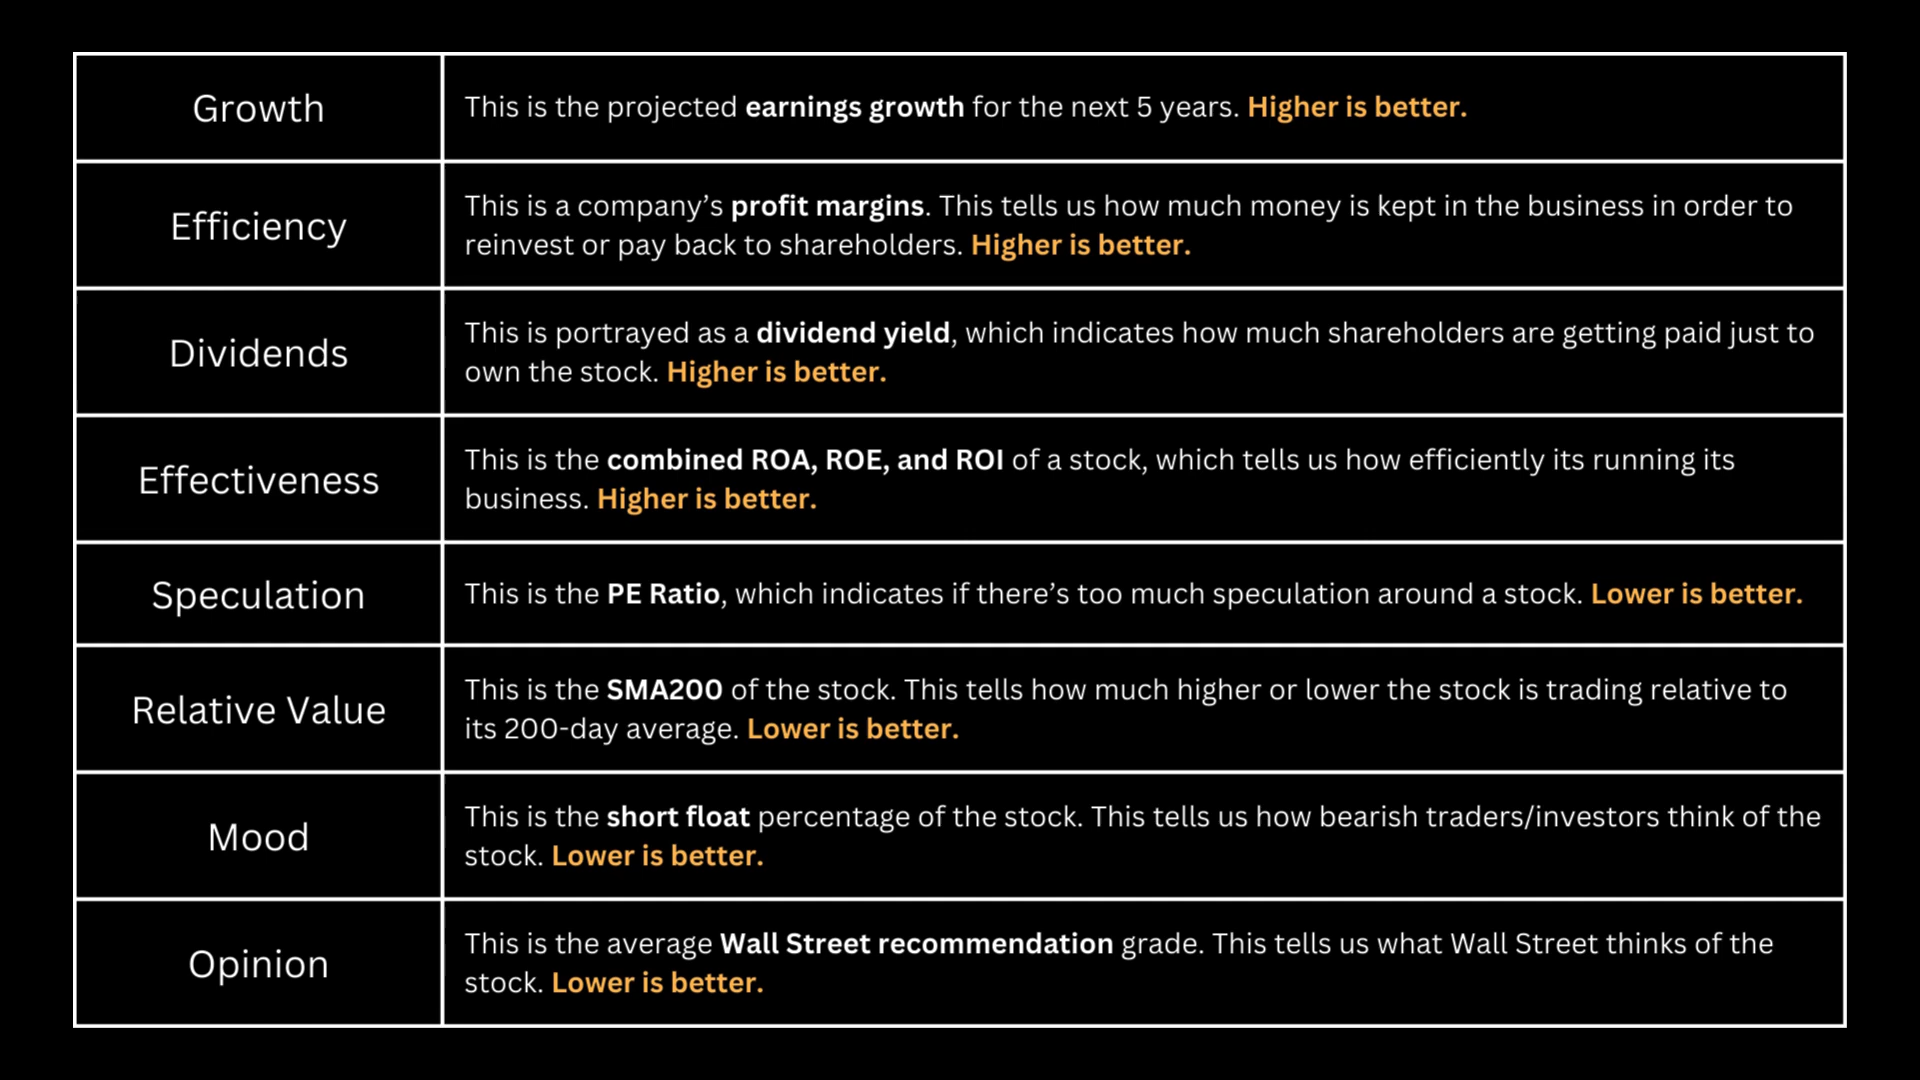 Growth
This is the projected earnings growth for the next 5 years. Higher is better.
Efficiency
This is a company’s profit margins. This tells us how much money is kept in the business in order to
reinvest or pay back to shareholders. Higher is better.
Dividends
This is portrayed as a dividend yield, which indicates how much shareholders are getting paid just to
own the stock. Higher is better.
Effectiveness
This is the combined ROA, ROE, and ROI of a stock, which tells us how efficiently its running its
business. Higher is better.
Speculation
This is the PE Ratio, which indicates if there’s too much speculation around a stock. Lower is better.
Relative Value
This is the SMA200 of the stock. This tells how much higher or lower the stock is trading relative to
its 200-day average. Lower is better.
Mood
This is the short float percentage of the stock. This tells us how bearish traders/investors think of the
stock. Lower is better.
Opinion
This is the average Wall Street recommendation grade. This tells us what Wall Street thinks of the
stock. Lower is better.